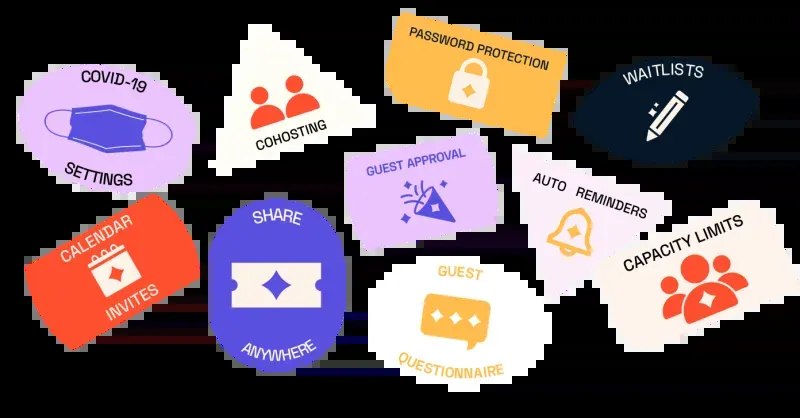 COVID-19
SETTINGS
COHOSTING
PASSWORD PROTECTION
WAITLISTS
GUEST APPROVAL
AUTO REMINDERS
CALENDAR
INVITES
SHARE
ANYWHERE
GUEST
QUESTIONNAIRE
CAPACITY LIMITS